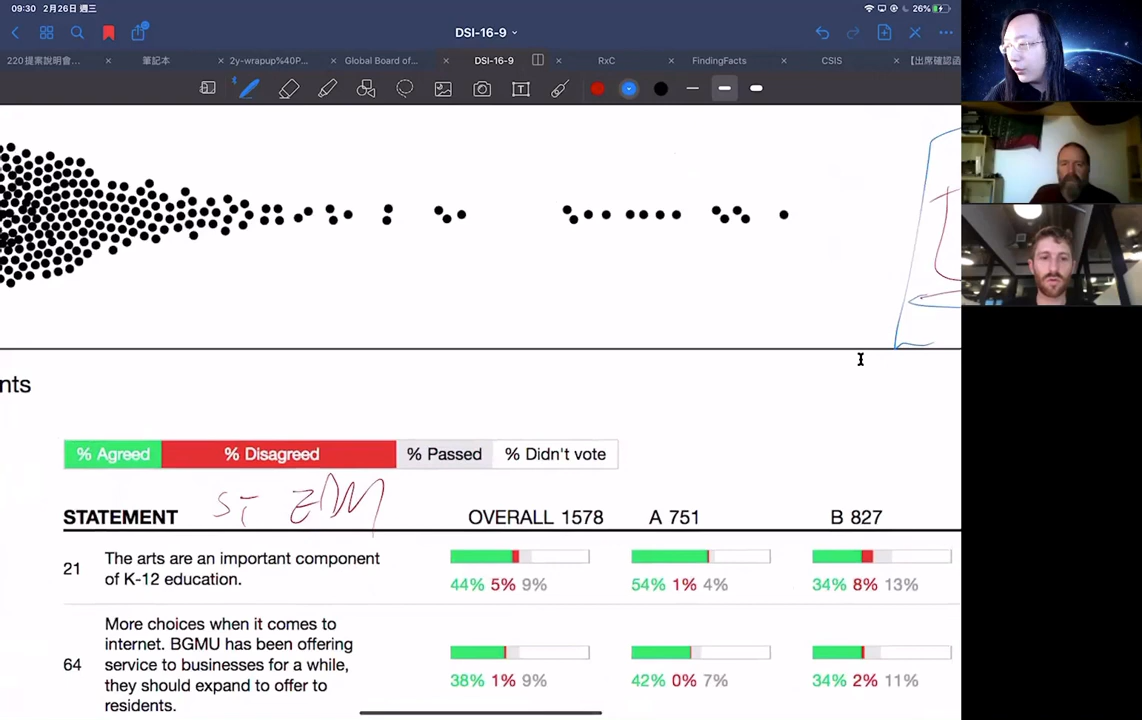 09:30 2月26日 週三
26%
DSI-16-9
220提案說明會...
筆記本
2y-wrapup%40P...
Global Board of...
DSI-16-9
RxC
FindingFacts
CSIS
【出席確認函
nts
% Agreed % Disagreed % Passed % Didn't vote
STATEMENT OVERALL 1578 A 751 B 827
21 The arts are an important component
of K-12 education.
44% 5% 9% 54% 1% 4% 34% 8% 13%
More choices when it comes to
internet. BGMU has been offering
64 service to businesses for a while,
they should expand to offer to
residents.
38% 1% 9% 42% 0% 7% 34% 2% 11%